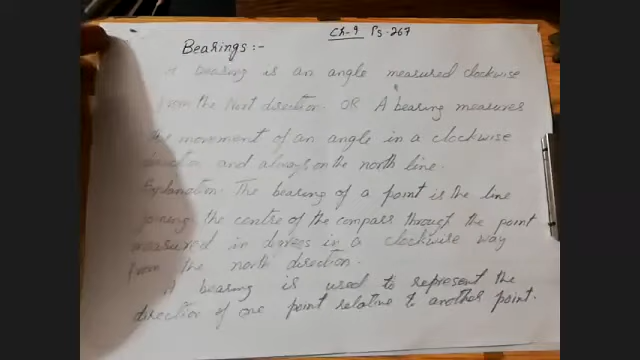 Ch-9 Pg-267
Bearings:-
A bearing is an angle measured clockwise
from the Nort direction. OR A bearing measures
the movement of an angle in a clockwise
direction and always on the north line.
Explanation: The bearing of a point is the line
joining the centre of the compass through the point
measured in in a clockwise way
from the north direction.
A bearing is used to represent the
direction of one point relative to another point.